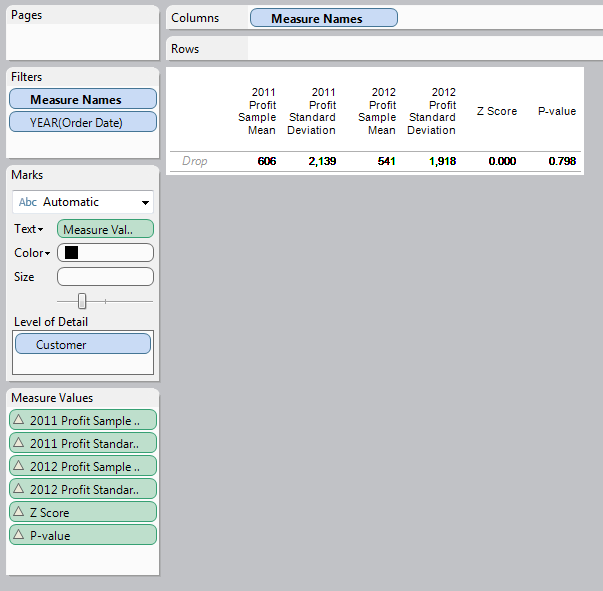 Pages
Columns
Measure Names
Rows
Filters
Measure Names
YEAR(Order Date)
Marks
Abc Automatic
Text
Measure Val..
Color
Size
Level of Detail
Customer
Measure Values
2011 Profit Sample ..
2011 Profit Standar..
2012 Profit Sample ..
2012 Profit Standar..
Z Score
P-value
2011 Profit Sample Mean
2011 Profit Standard Deviation
2012 Profit Sample Mean
2012 Profit Standard Deviation
Z Score
P-value
Drop 606 2,139 541 1,918 0.000 0.798